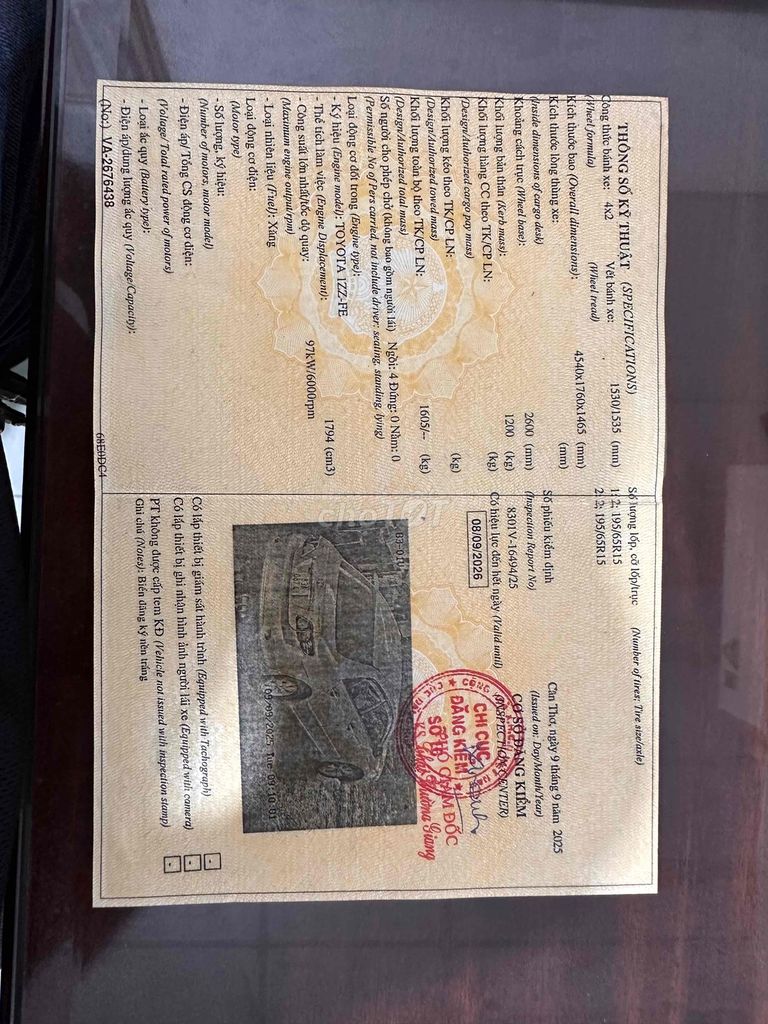 THÔNG SỐ KỸ THUẬT (SPECIFICATIONS)
Công thức bánh xe: 4x2 Vết bánh xe: 1530/1535 (mm)
(Wheel formula) (Wheel tread)
Kích thước bao (Overall dimensions): 4540x1760x1465 (mm)
Kích thước lòng thùng xe: (mm)
(Inside dimensions of cargo desk)
Khoảng cách trục (Wheel base): 2600 (mm)
Khối lượng bản thân (Kerb mass): 1200 (kg)
Khối lượng hàng CC theo TK/CP LN: (kg)
(Design/Authorized cargo pay mass)
Khối lượng kéo theo TK/CP LN: (kg)
(Design/Authorized towed mass)
Khối lượng toàn bộ theo TK/CP LN: 1605/-- (kg)
(Design/Authorized total mass)
Số người cho phép chở (không bao gồm người lái) Ngồi: 4 Đứng: 0 Nằm: 0
(Permissible No of Pers carried, not include driver: seating, standing, lying)
Loại động cơ đốt trong (Engine type):
- Ký hiệu (Engine model): TOYOTA 1ZZ-FE
- Thể tích làm việc (Engine Displacement): 1794 (cm3)
- Công suất lớn nhất/tốc độ quay: 97kW/6000rpm
(Maximum engine output/rpm)
- Loại nhiên liệu (Fuel): Xăng
Loại động cơ điện:
(Motor type)
- Số lượng, ký hiệu:
(Number of motors, motor model)
- Điện áp/ Tổng CS động cơ điện:
(Voltage/ Total rated power of motors)
- Loại ắc quy (Battery type):
- Điện áp/dung lượng ắc quy (Voltage/Capacity):
(No:) VA-2676438
68E0DC4
Số lượng lốp, cỡ lốp/trục (Number of tires; Tire size/axle)
1: 2; 195/65R15
2: 2; 195/65R15
Số phiếu kiểm định
(Inspection Report No)
8301V-16494/25
Có hiệu lực đến hết ngày (Valid until)
08/09/2026
Cần Thơ, ngày 9 tháng 9 năm 2025
(Issued on: Day/Month/Year)
CƠ SỞ ĐĂNG KIỂM
(INSPECTION CENTER)
CHI CỤC
ĐĂNG KIỂM
SỐ 16
GIÁM ĐỐC
CHỢ TỐT
09/09/2025 Tue 09:10:01
Có lắp thiết bị giám sát hành trình (Equipped with Tachograph)
Có lắp thiết bị ghi nhận hình ảnh người lái xe (Equipped with camera)
PT không được cấp tem KĐ (Vehicle not issued with inspection stamp)
Ghi chú (Notes): Biển đăng ký nền trắng